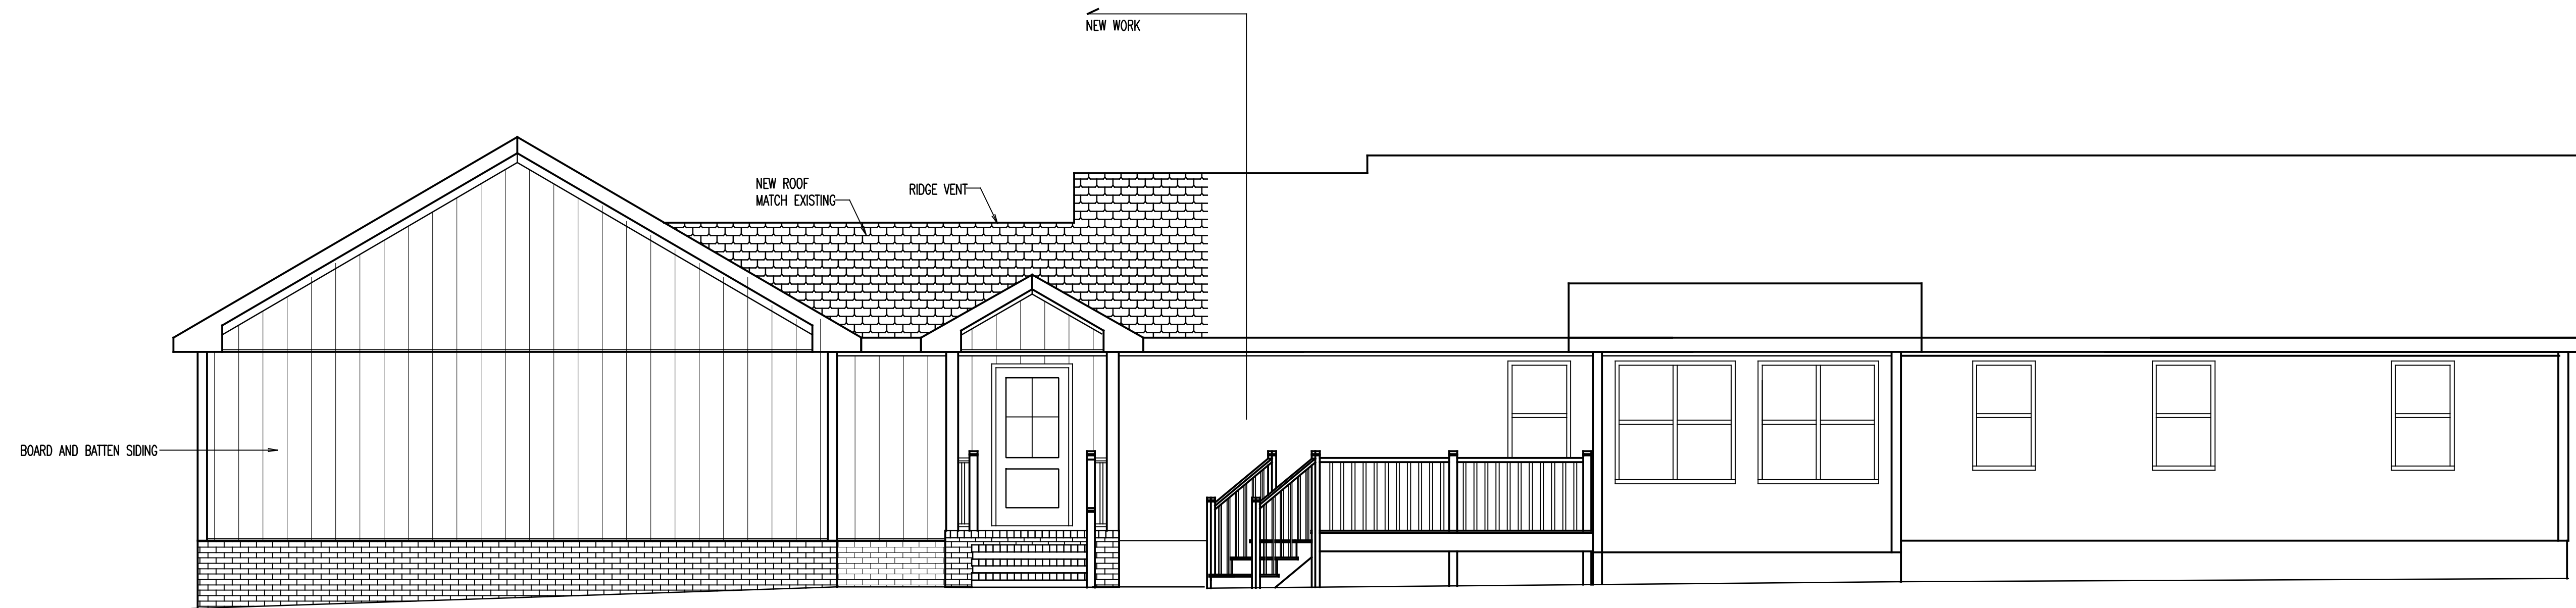 NEW WORK
NEW ROOF
MATCH EXISTING
RIDGE VENT
BOARD AND BATTEN SIDING